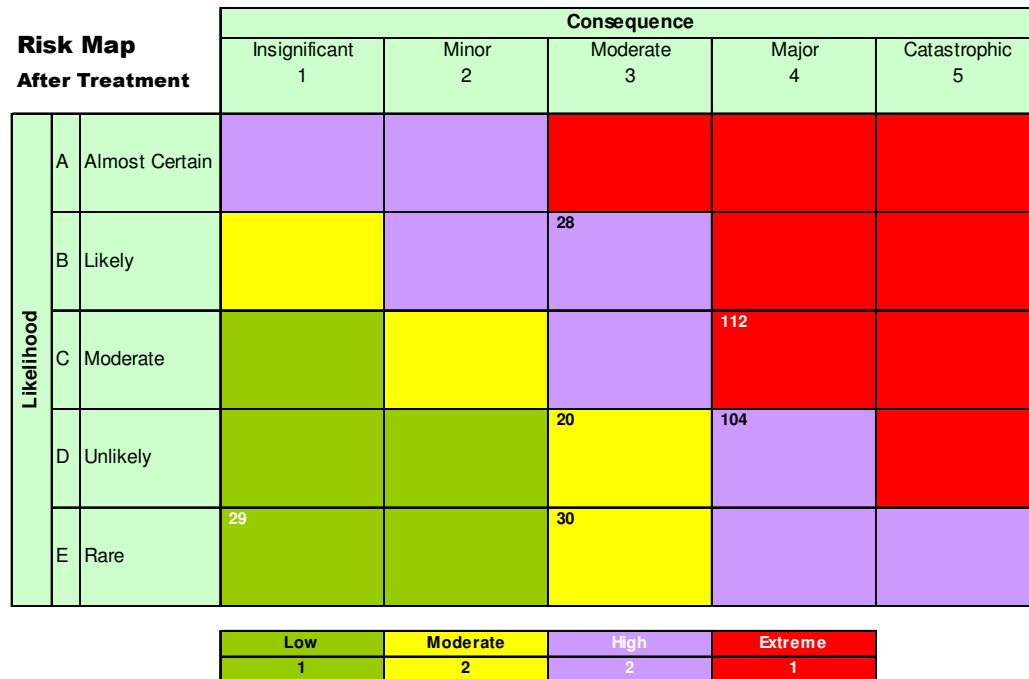 Risk Map
After Treatment
Consequence
Insignificant Minor Moderate Major Catastrophic
1 2 3 4 5
Likelihood
A Almost Certain
B Likely 28
C Moderate 112
D Unlikely 20 104
E Rare 29 30
Low Moderate High Extreme
1 2 2 1